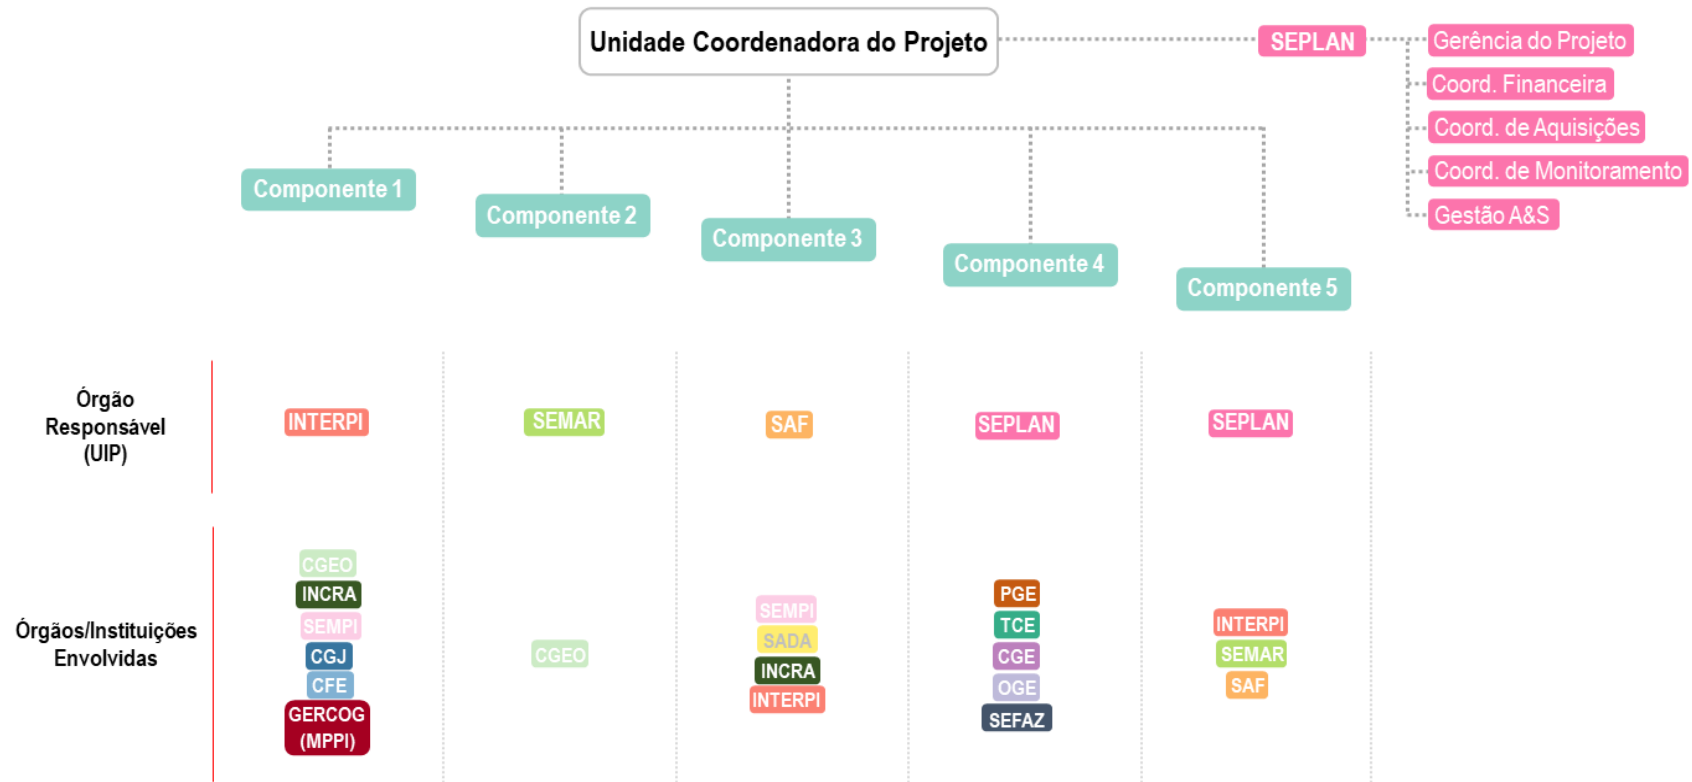 Unidade Coordenadora do Projeto
SEPLAN
Gerência do Projeto
Coord. Financeira
Coord. de Aquisições
Coord. de Monitoramento
Gestão A&S
Componente 1
Componente 2
Componente 3
Componente 4
Componente 5
Órgão
Responsável
(UIP)
INTERPI
SEMAR
SAF
SEPLAN
SEPLAN
Órgãos/Instituições
Envolvidas
CGEO
INCRA
SEMPI
CGJ
CFE
GERCOG
(MPPI)
CGEO
SEMPI
SADA
INCRA
INTERPI
PGE
TCE
CGE
OGE
SEFAZ
INTERPI
SEMAR
SAF